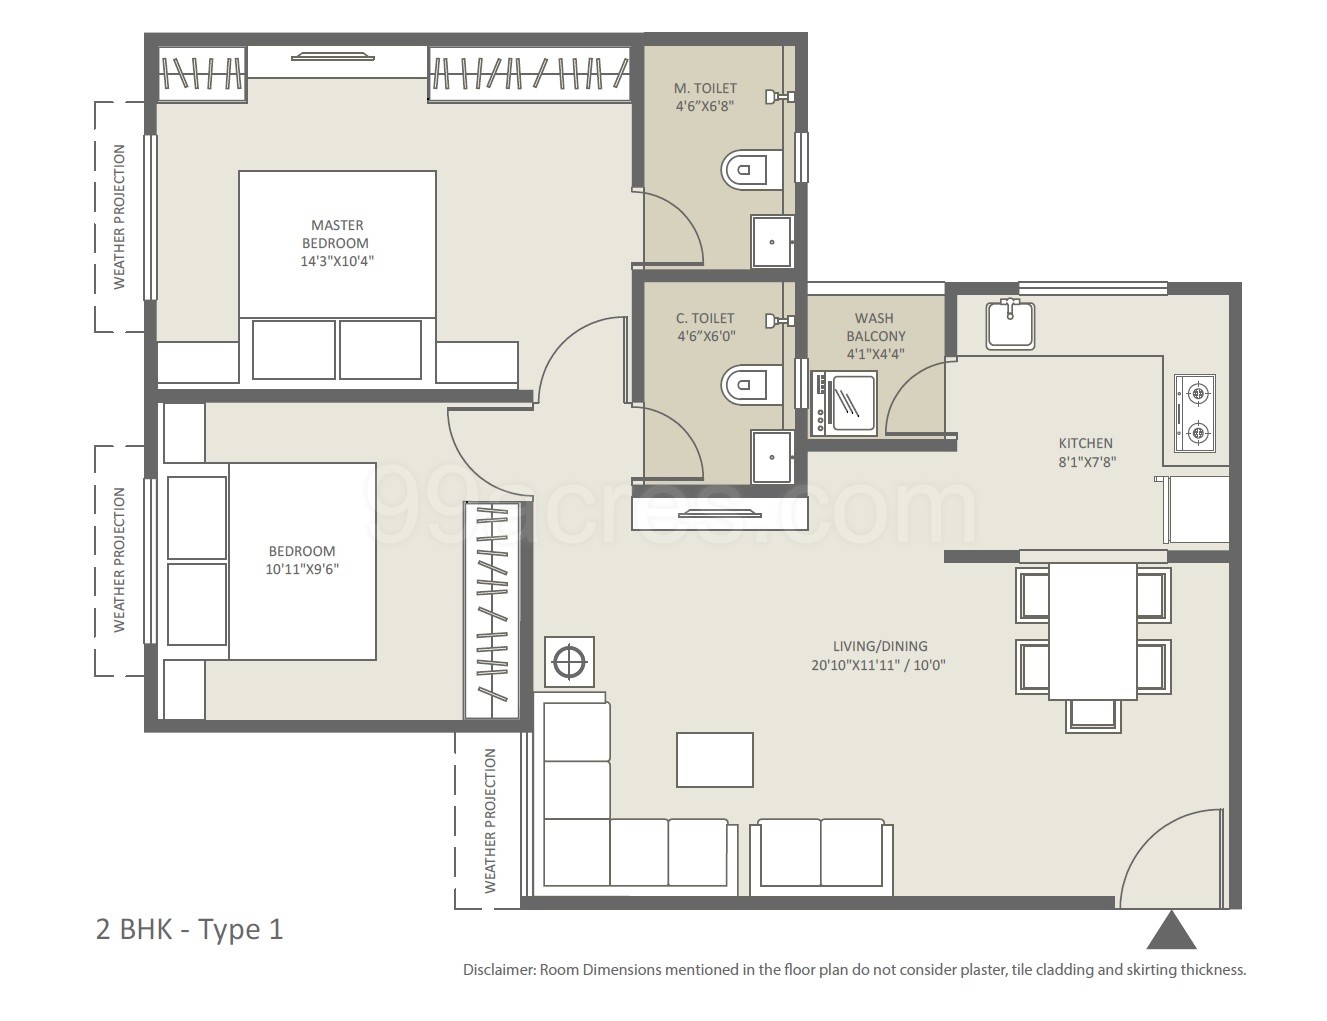 M. TOILET
4'6"X6'8"
WEATHER PROJECTION
MASTER
BEDROOM
14'3"X10'4"
C. TOILET
4'6"X6'0"
WASH
BALCONY
4'1"X4'4"
KITCHEN
8'1"X7'8"
99acres.com
WEATHER PROJECTION
BEDROOM
10'11"X9'6"
LIVING/DINING
20'10"X11'11" / 10'0"
WEATHER PROJECTION
2 BHK - Type 1
Disclaimer: Room Dimensions mentioned in the floor plan do not consider plaster, tile cladding and skirting thickness.